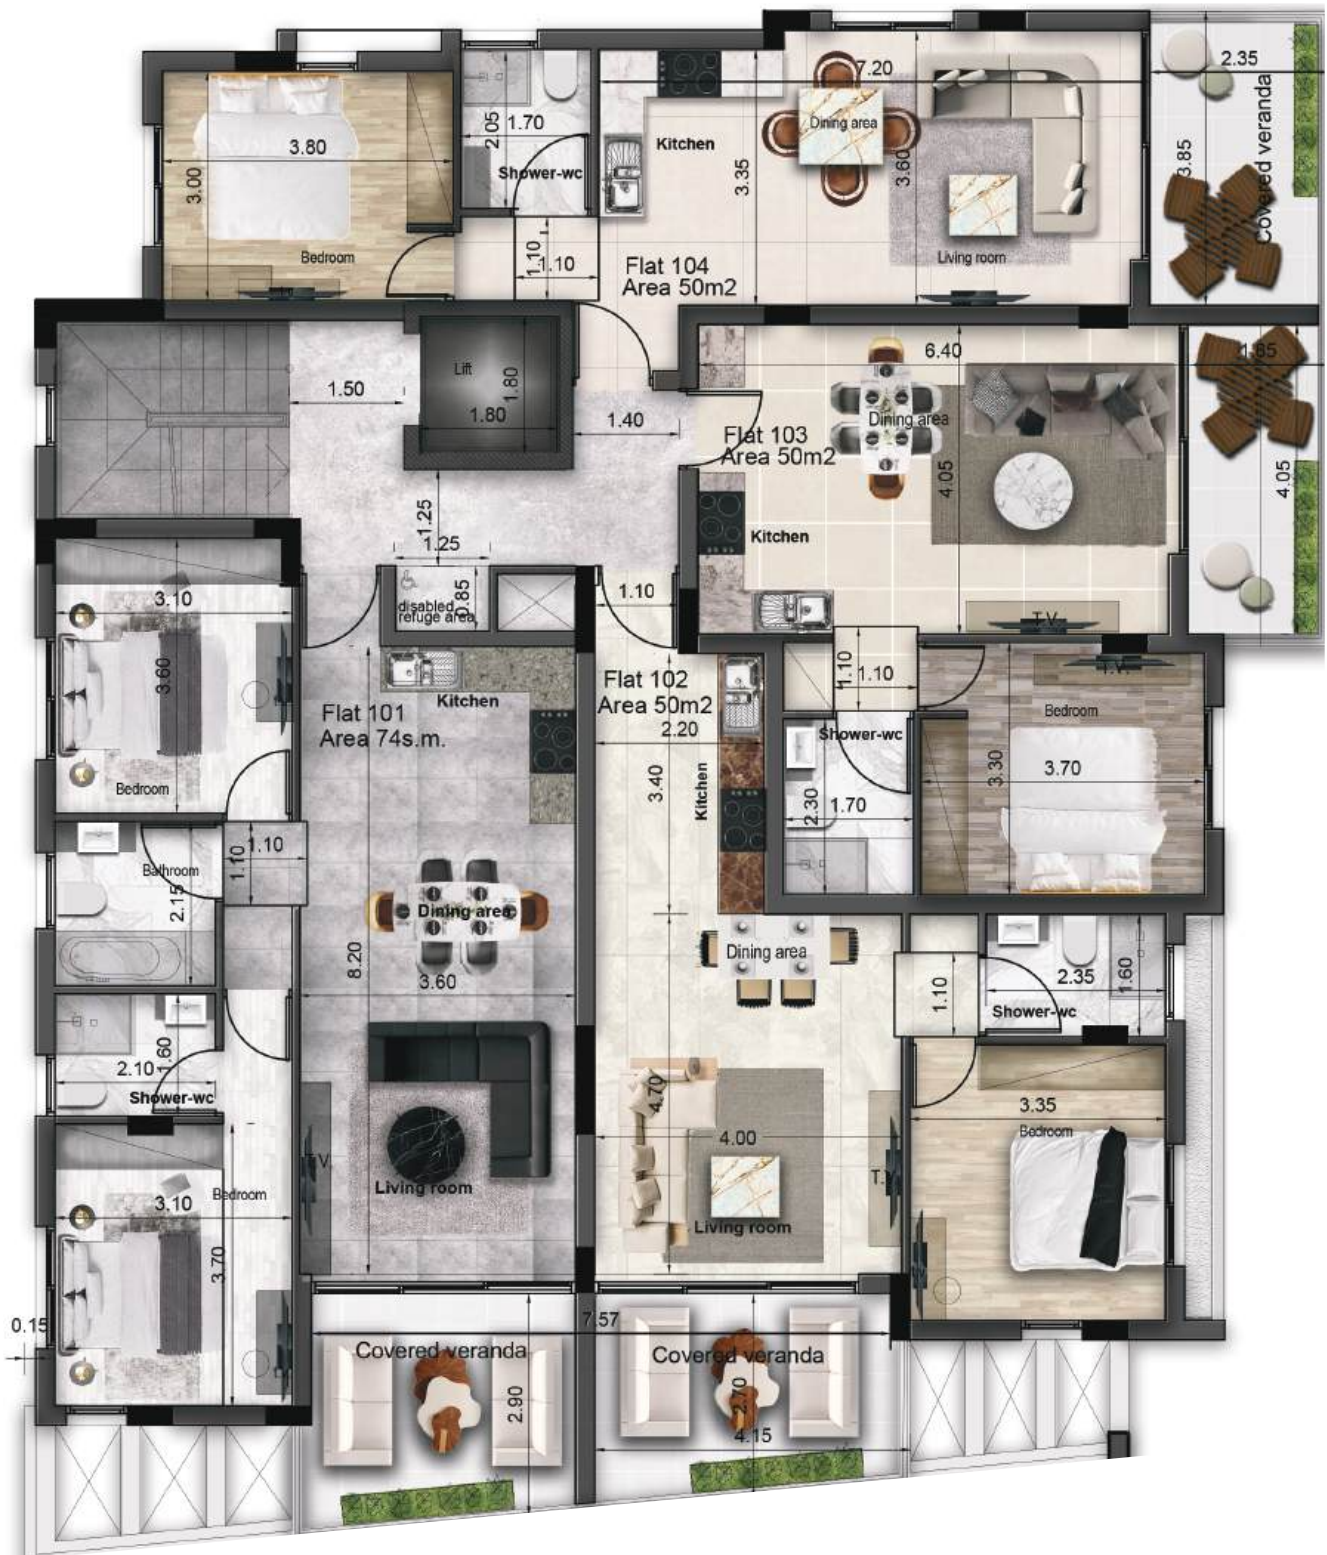 7.20
2.35
Dining area
2.05
1.70
Kitchen
3.80
3.00
Shower-wc
3.35
3.60
3.85
Covered veranda
Bedroom
1.10
1.10
Flat 104
Area 50m2
Living room
Lift
1.80
1.80
1.50
1.40
6.40
1.85
Dining area
Flat 103
Area 50m2
4.05
4.05
1.25
1.25
Kitchen
disabled
refuge area
0.85
1.10
T.V.
3.10
3.60
Bedroom
Flat 101
Area 74s.m.
Kitchen
Flat 102
Area 50m2
2.20
3.40
Kitchen
1.10
1.10
T.V.
Bedroom
Shower-wc
3.30
3.70
2.30
1.70
1.10
1.10
Bathroom
2.15
Dining area
8.20
3.60
Dining area
1.10
2.35
1.60
Shower-wc
2.10
1.60
Shower-wc
4.70
4.00
3.35
Bedroom
T.V.
Living room
T.V.
Living room
3.10
Bedroom
3.70
0.15
7.57
Covered veranda
2.90
Covered veranda
2.70
4.15